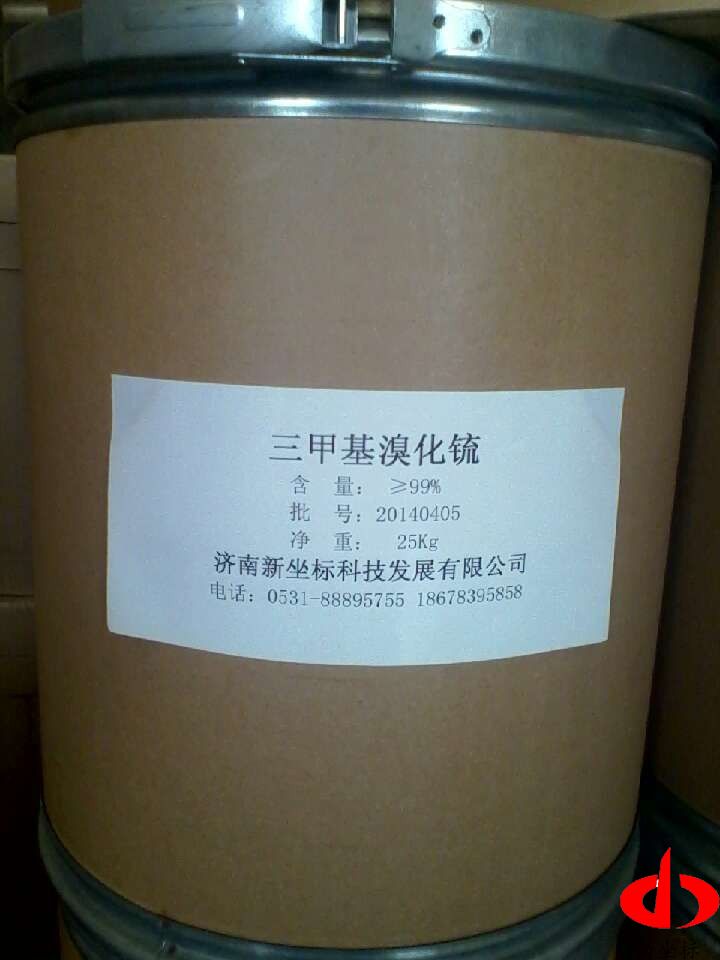 三甲基溴化锍
含 量： ≥99%
批 号：20140405
净 重： 25Kg
济南新坐标科技发展有限公司
电话：0531-88895755 18678395858